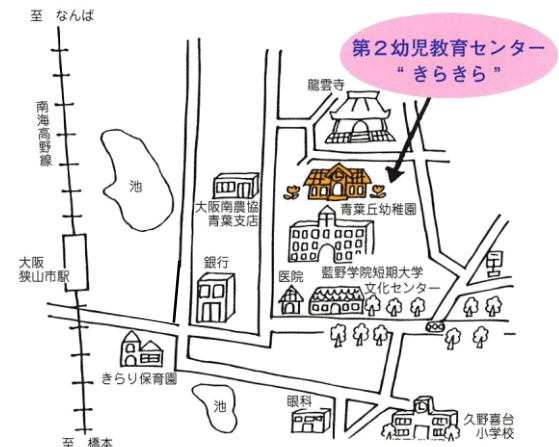 至 なんば
第2幼児教育センター
“きらきら”
龍雲寺
南海高野線
池
大阪南農協
青葉支店
青葉丘幼稚園
大阪
狭山市駅
銀行
医院
藍野学院短期大学
文化センター
きらり保育園
池
眼科
久野喜台
小学校
至 橋本